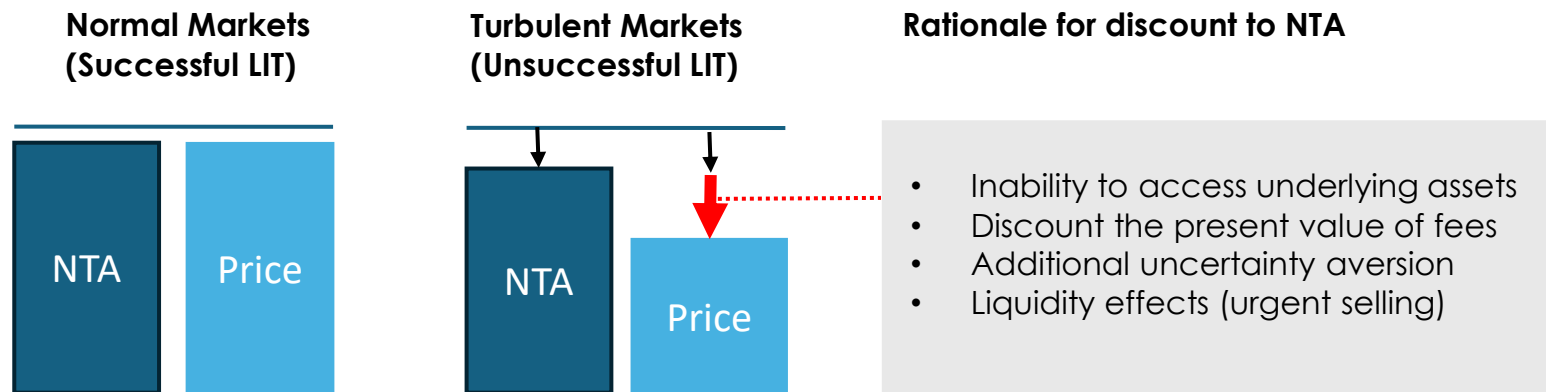 Normal Markets
(Successful LIT)
Turbulent Markets
(Unsuccessful LIT)
Rationale for discount to NTA
NTA
Price
NTA
Price
• Inability to access underlying assets
• Discount the present value of fees
• Additional uncertainty aversion
• Liquidity effects (urgent selling)